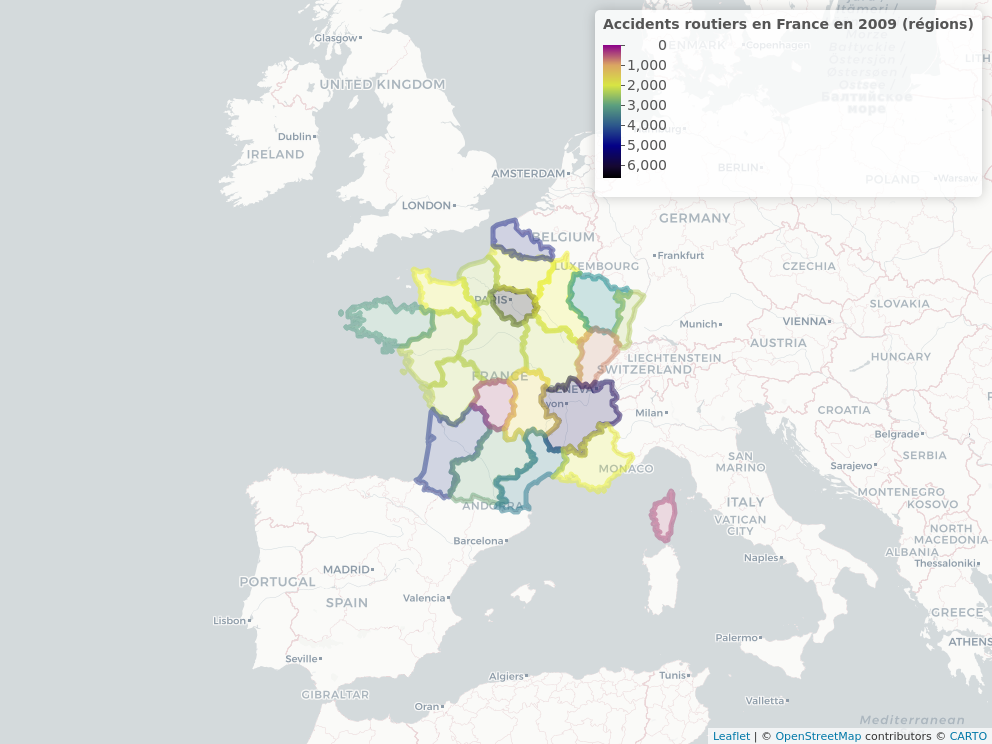 Accidents routiers en France en 2009 (régions)
0
1,000
2,000
3,000
4,000
5,000
6,000
Glasgow
UNITED KINGDOM
DENMARK
Copenhagen
LITH
Балтийское
море
Dublin
IRELAND
AMSTERDAM
BERLIN
POLAND
Warsaw
LONDON
GERMANY
BELGIUM
Frankfurt
LUXEMBOURG
CZECHIA
PARIS
SLOVAKIA
Munich
VIENNA
AUSTRIA
LIECHTENSTEIN
HUNGARY
SWITZERLAND
FRANCE
GENEVA
yon
Milan
CROATIA
Belgrade
SAN
MARINO
SERBIA
Sarajevo
MONACO
MONTENEGRO
KOSOVO
ITALY
ANDORRA
VATICAN
CITY
NORTH
MACEDONIA
Barcelona
ALBANIA
Naples
Thessaloniki
MADRID
PORTUGAL
SPAIN
Valencia
GREECE
Lisbon
Palermo
ATHENS
Seville
Algiers
Tunis
GIBRALTAR
Oran
Valletta
Mediterranean
Leaflet | © OpenStreetMap contributors © CARTO